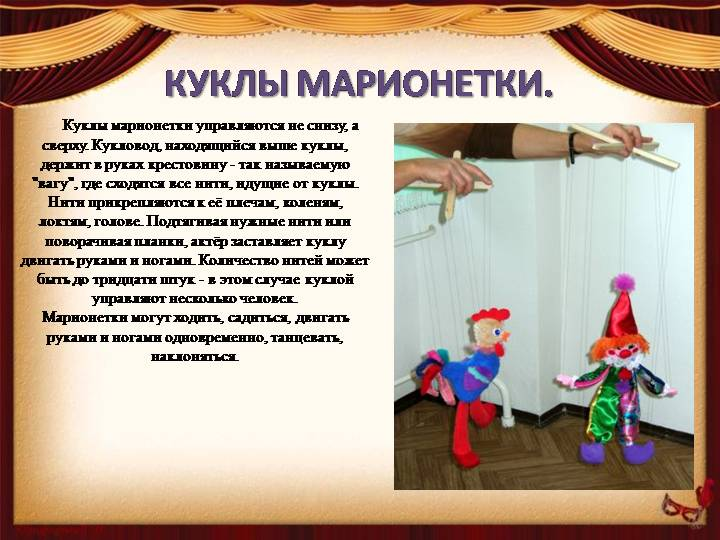 КУКЛЫ МАРИОНЕТКИ.
Куклы марионетки управляются не снизу, а
сверху. Кукловод, находящийся выше куклы,
держит в руках крестовину - так называемую
"вагу", где сходятся все нити, идущие от куклы.
Нити прикрепляются к её плечам, коленям,
локтям, голове. Подтягивая нужные нити или
поворачивая планки, актёр заставляет куклу
двигать руками и ногами. Количество нитей может
быть до тридцати штук - в этом случае куклой
управляют несколько человек.
Марионетки могут ходить, садиться, двигать
руками и ногами одновременно, танцевать,
наклоняться.